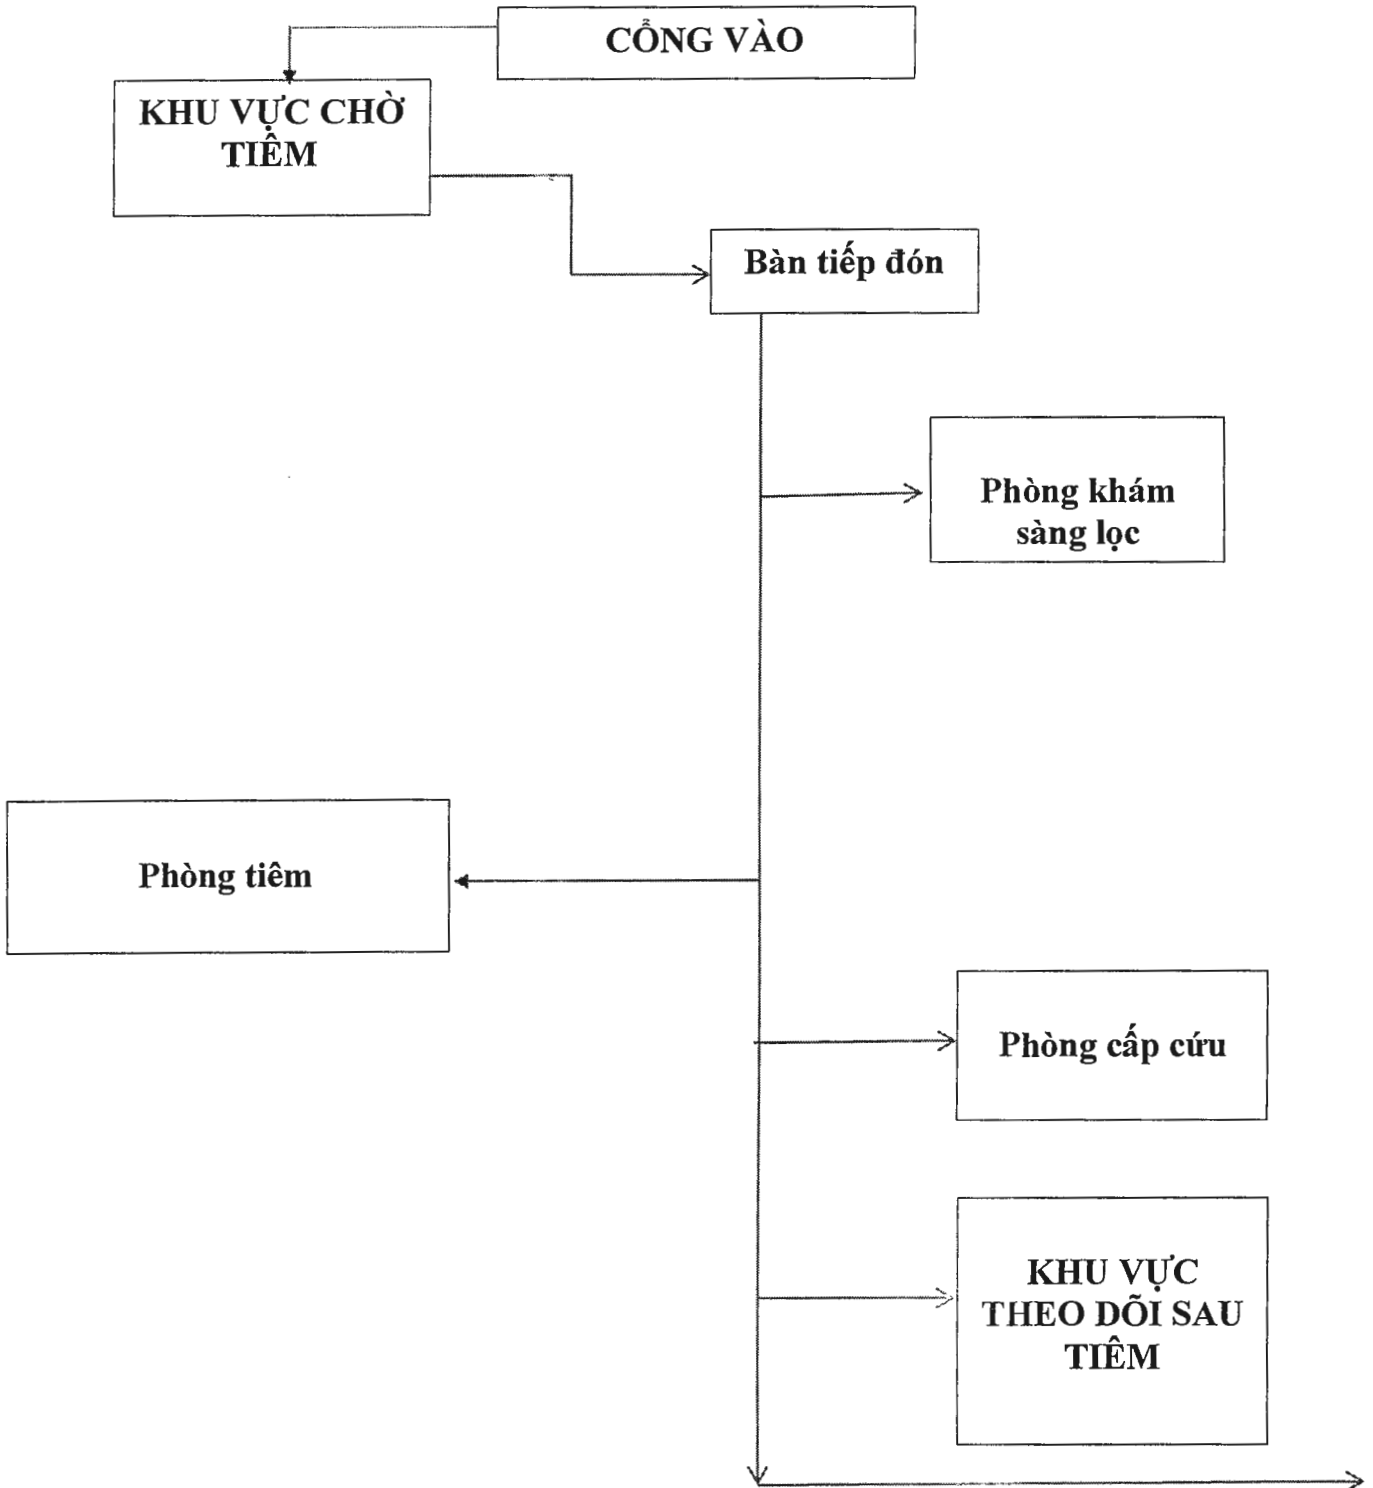 CỔNG VÀO
KHU VỰC CHỜ
TIÊM
Bàn tiếp đón
Phòng khám
sàng lọc
Phòng tiêm
Phòng cấp cứu
KHU VỰC
THEO DÕI SAU
TIÊM